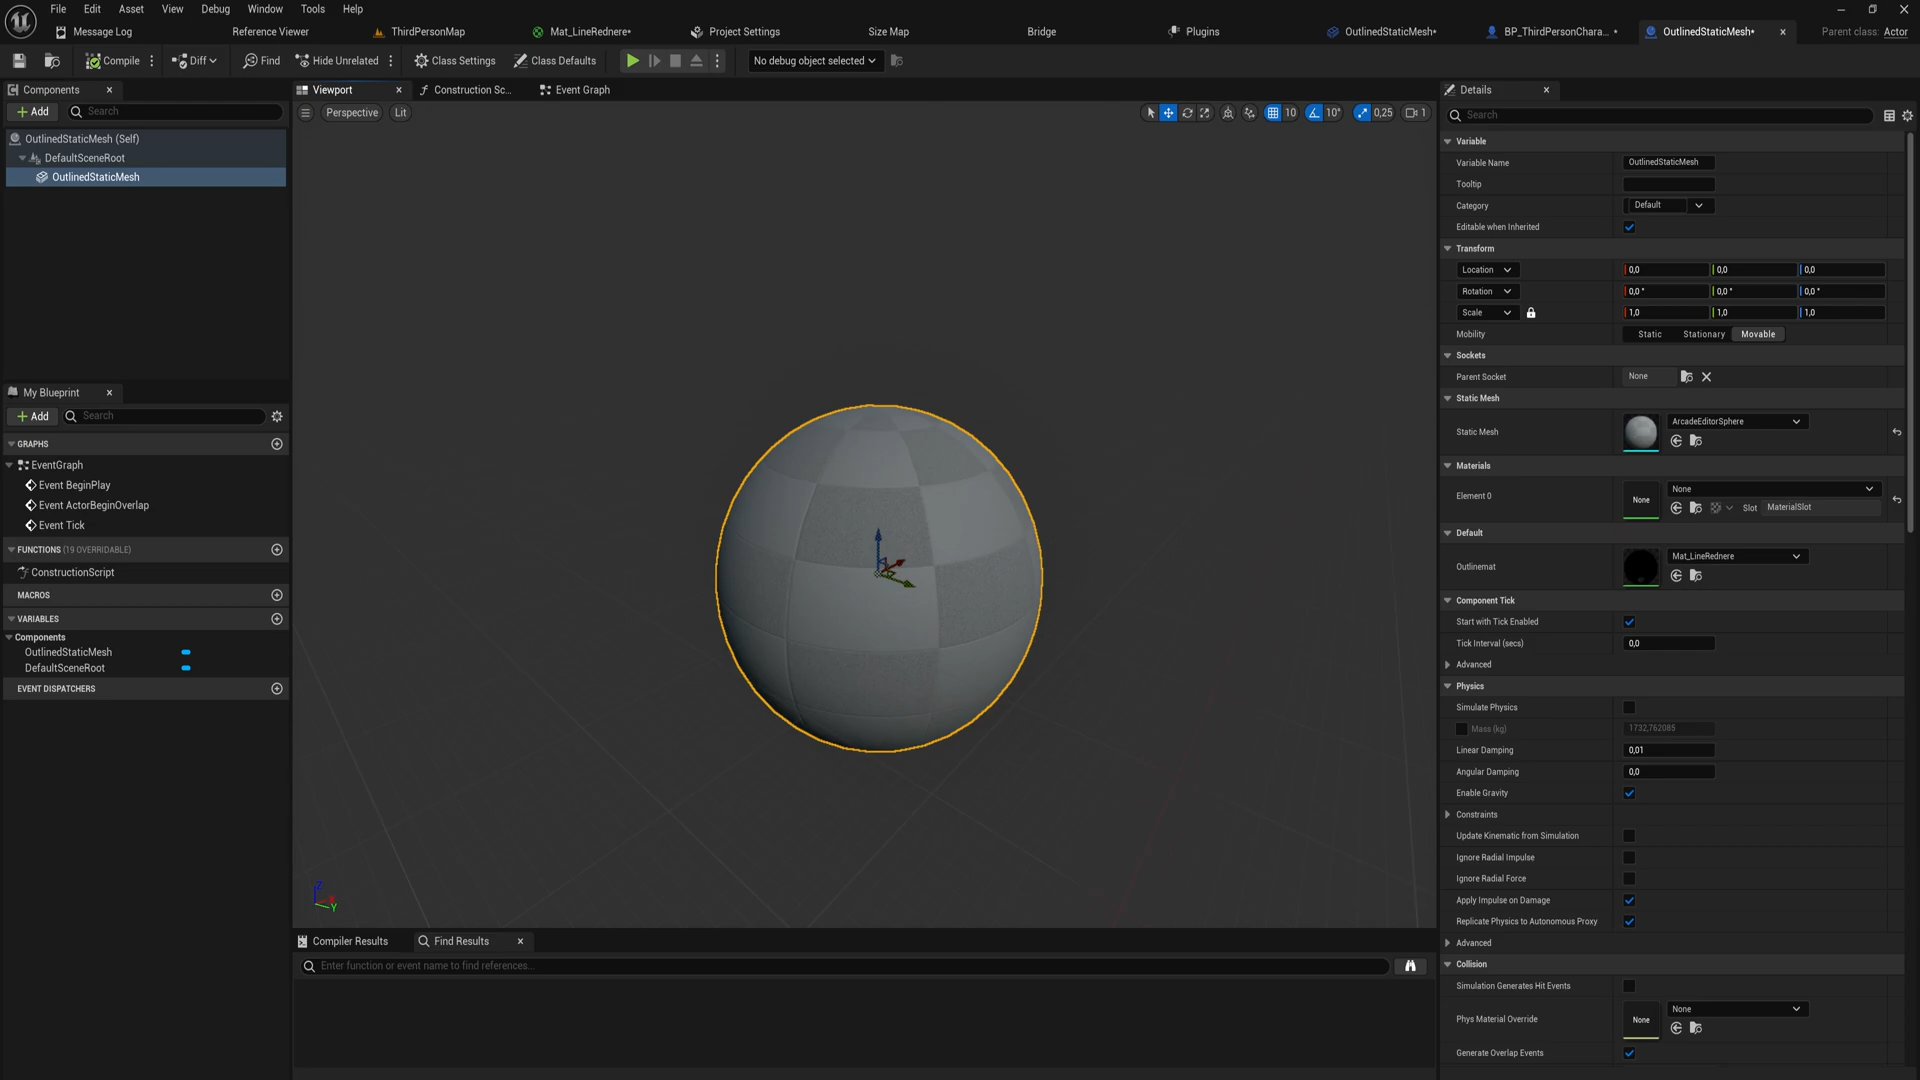 File Edit Asset View Debug Window Tools Help
Message Log
Reference Viewer
ThirdPersonMap
Mat_LineRednere*
Project Settings
Size Map
Bridge
Plugins
OutlinedStaticMesh*
BP_ThirdPersonChara... *
OutlinedStaticMesh*
Parent class: Actor
Compile
Diff
Find
Hide Unrelated
Class Settings
Class Defaults
No debug object selected
Components
Add
Search
OutlinedStaticMesh (Self)
DefaultSceneRoot
OutlinedStaticMesh
My Blueprint
Add
Search
GRAPHS
EventGraph
Event BeginPlay
Event ActorBeginOverlap
Event Tick
FUNCTIONS (19 OVERRIDABLE)
ConstructionScript
MACROS
VARIABLES
Components
OutlinedStaticMesh
DefaultSceneRoot
EVENT DISPATCHERS
Viewport
Construction Sc...
Event Graph
Perspective
Lit
10
10°
0,25
1
Z
Y
Compiler Results
Find Results
Enter function or event name to find references...
Details
Search
Variable
Variable Name OutlinedStaticMesh
Tooltip
Category Default
Editable when Inherited
Transform
Location 0,0 0,0 0,0
Rotation 0,0 ° 0,0 ° 0,0 °
Scale 1,0 1,0 1,0
Mobility Static Stationary Movable
Sockets
Parent Socket None
Static Mesh
Static Mesh ArcadeEditorSphere
Materials
Element 0 None None
Slot MaterialSlot
Default
Outlinemat Mat_LineRednere
Component Tick
Start with Tick Enabled
Tick Interval (secs) 0,0
Advanced
Physics
Simulate Physics
Mass (kg) 1732,762085
Linear Damping 0,01
Angular Damping 0,0
Enable Gravity
Constraints
Update Kinematic from Simulation
Ignore Radial Impulse
Ignore Radial Force
Apply Impulse on Damage
Replicate Physics to Autonomous Proxy
Advanced
Collision
Simulation Generates Hit Events
Phys Material Override None None
Generate Overlap Events